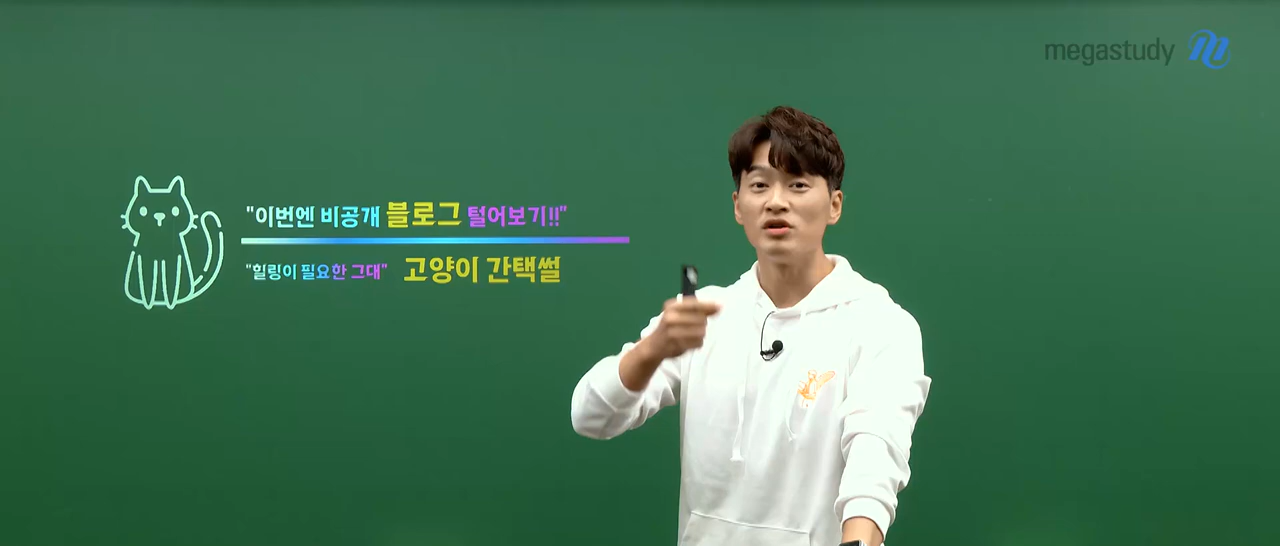 megastudy
"이번엔 비공개 블로그 털어보기!!"
"힐링이 필요한 그대" 고양이 간택썰